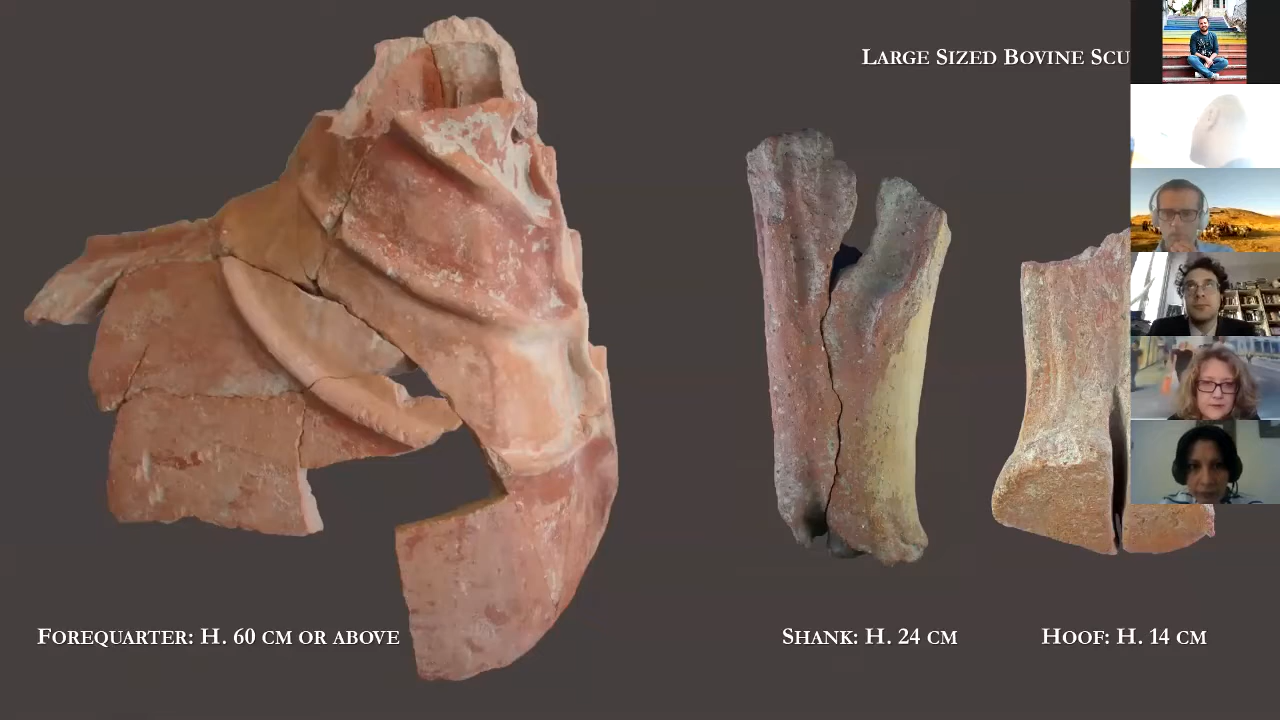 LARGE SIZED BOVINE SCU
FOREQUARTER: H. 60 CM OR ABOVE
SHANK: H. 24 CM
HOOF: H. 14 CM